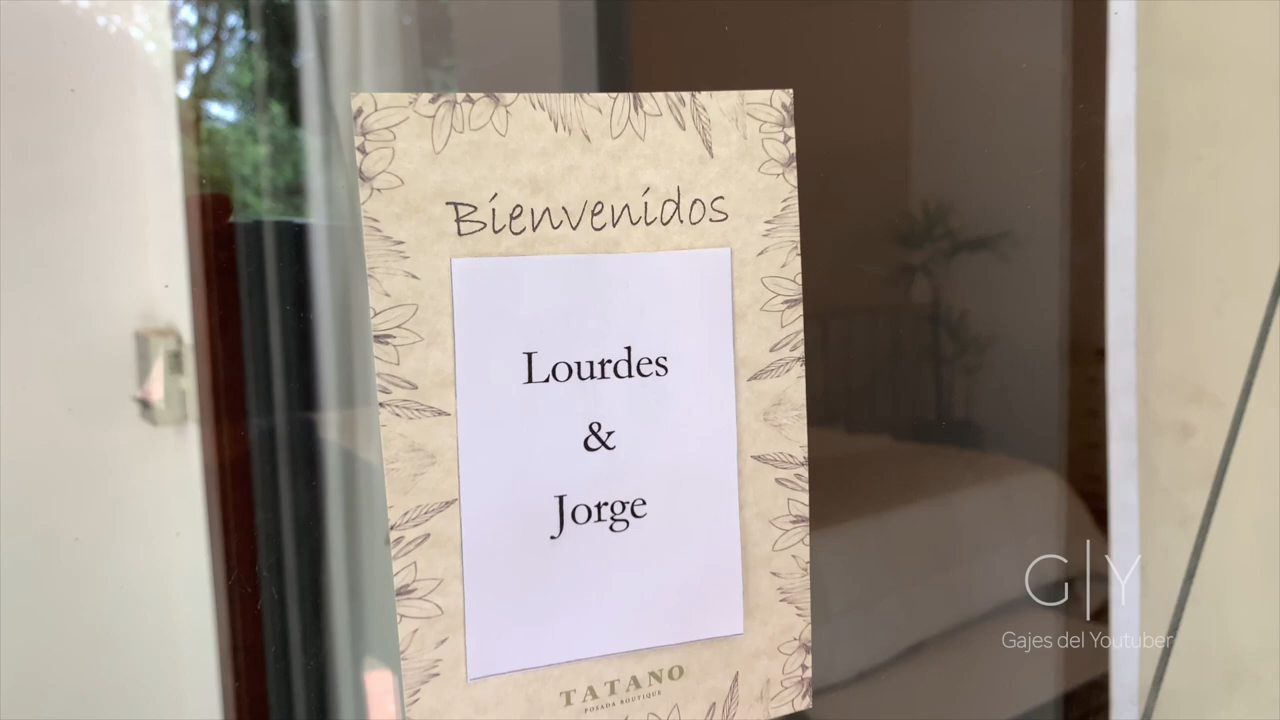 Bienvenidos
Lourdes
&
Jorge
TATANO
POSADA BOUTIQUE
G|Y
Gajes del Youtuber